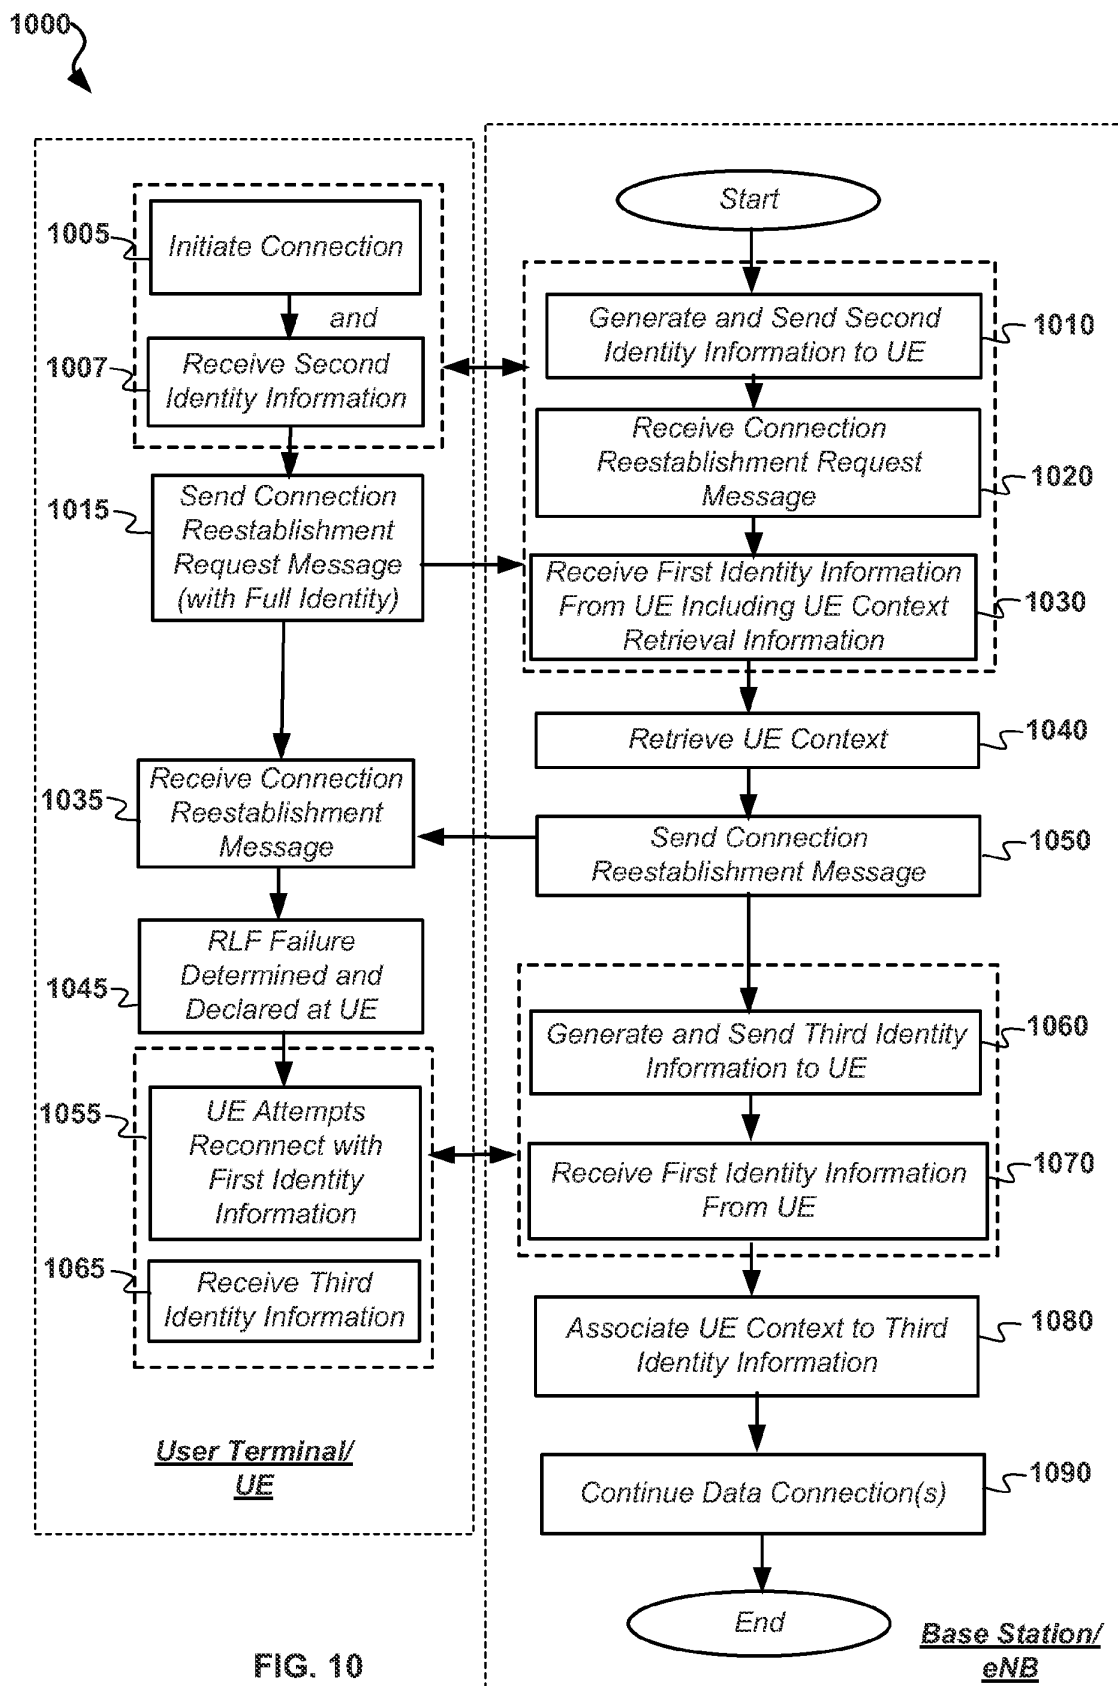 1000
1005
Initiate Connection
and
1007
Receive Second
Identity Information
1015
Send Connection
Reestablishment
Request Message
(with Full Identity)
1035
Receive Connection
Reestablishment
Message
1045
RLF Failure
Determined and
Declared at UE
1055
UE Attempts
Reconnect with
First Identity
Information
1065
Receive Third
Identity Information
User Terminal/
UE
Start
Generate and Send Second
Identity Information to UE
1010
Receive Connection
Reestablishment Request
Message
1020
Receive First Identity Information
From UE Including UE Context
Retrieval Information
1030
Retrieve UE Context
1040
Send Connection
Reestablishment Message
1050
Generate and Send Third Identity
Information to UE
1060
Receive First Identity Information
From UE
1070
Associate UE Context to Third
Identity Information
1080
Continue Data Connection(s)
1090
End
Base Station/
eNB
FIG. 10